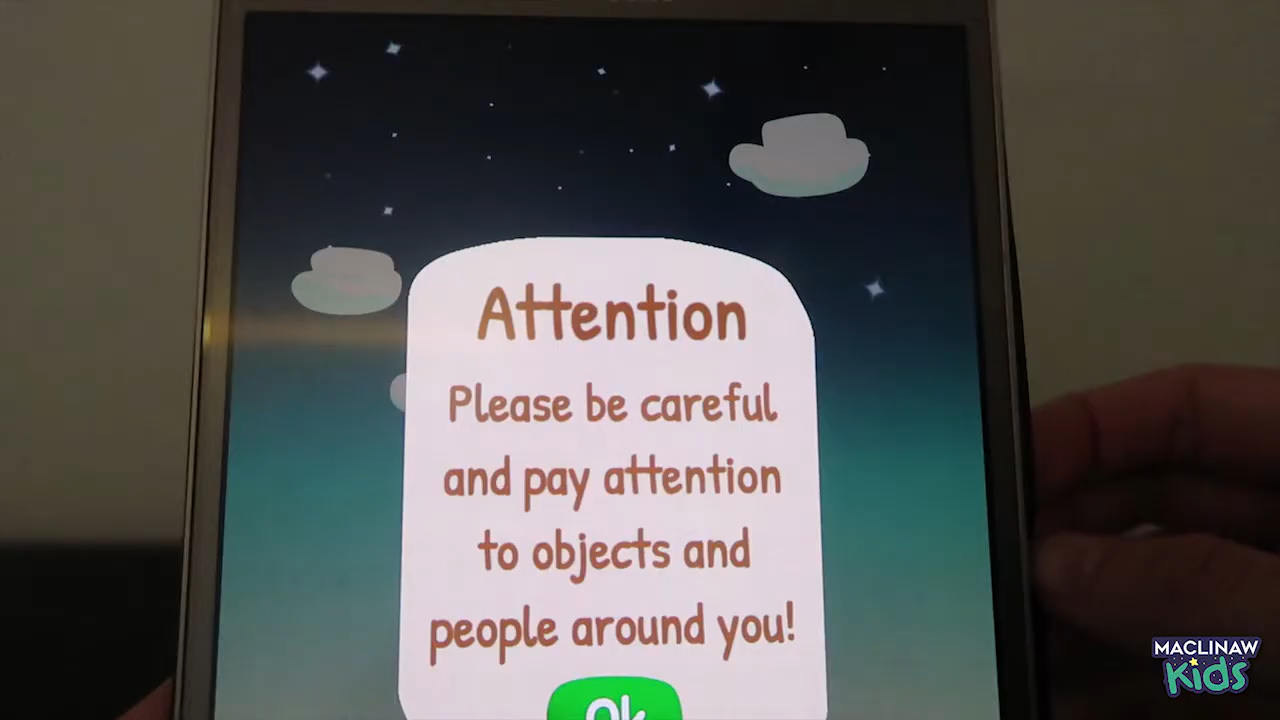 Attention
Please be careful
and pay attention
to objects and
people around you!
Ok
MACLINAW
Kids